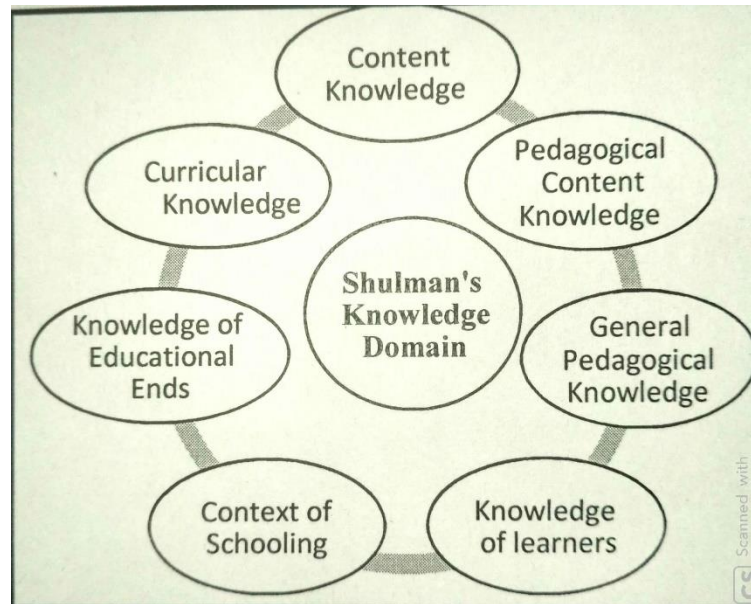 Content
Knowledge
Pedagogical
Content
Knowledge
General
Pedagogical
Knowledge
Knowledge
of learners
Context of
Schooling
Knowledge of
Educational
Ends
Curricular
Knowledge
Shulman's
Knowledge
Domain
CS Scanned with